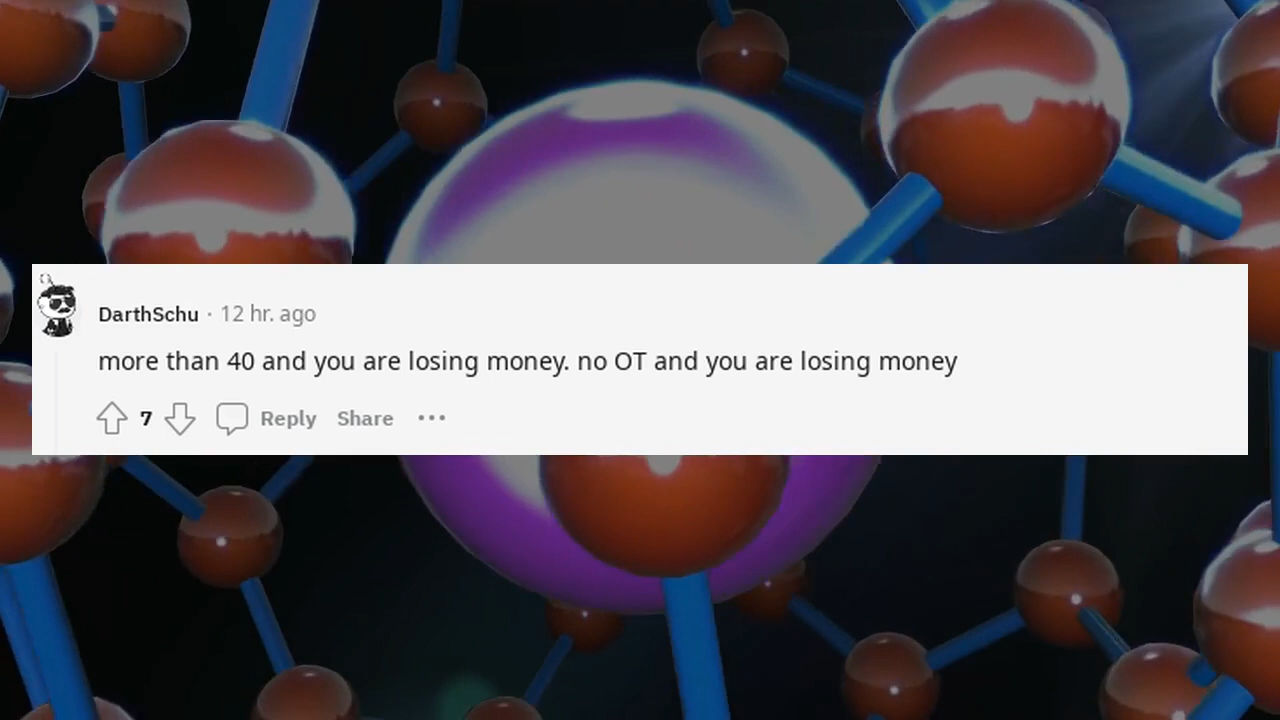 DarthSchu · 12 hr. ago
more than 40 and you are losing money. no OT and you are losing money
7 Reply Share ···